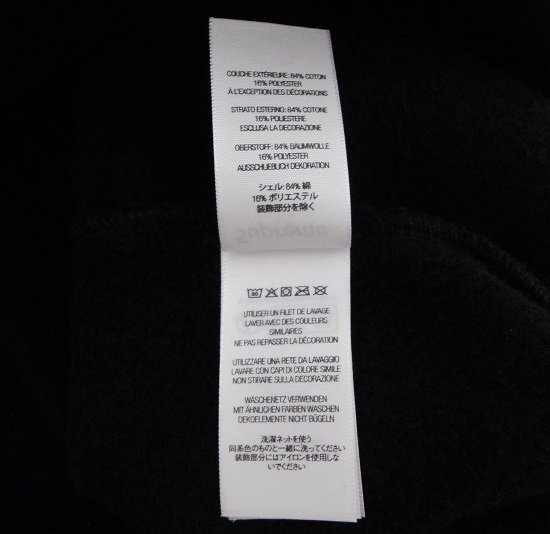 COUCHE EXTÉRIEURE: 84% COTON
16% POLYESTER
À L'EXCEPTION DES DÉCORATIONS
STRATO ESTERNO: 84% COTONE
16% POLIESTERE
ESCLUSA LA DECORAZIONE
OBERSTOFF: 84% BAUMWOLLE
16% POLYESTER
AUSSCHLIEBLICH DEKORATION
シェル: 84% 綿
16% ポリエステル
装飾部分を除く
Supreme
30
UTILISER UN FILET DE LAVAGE
LAVER AVEC DES COULEURS
SIMILAIRES
NE PAS REPASSER LA DÉCORATION
UTILIZZARE UNA RETE DA LAVAGGIO
LAVARE CON CAPI DI COLORE SIMILE
NON STIRARE SULLA DECORAZIONE
WÄSCHENETZ VERWENDEN
MIT ÄHNLICHEN FARBEN WASCHEN
DEKOELEMENTE NICHT BÜGELN
洗濯ネットを使う
同系色のものと一緒に洗ってください
装飾部分にはアイロンを使用しな
いでください